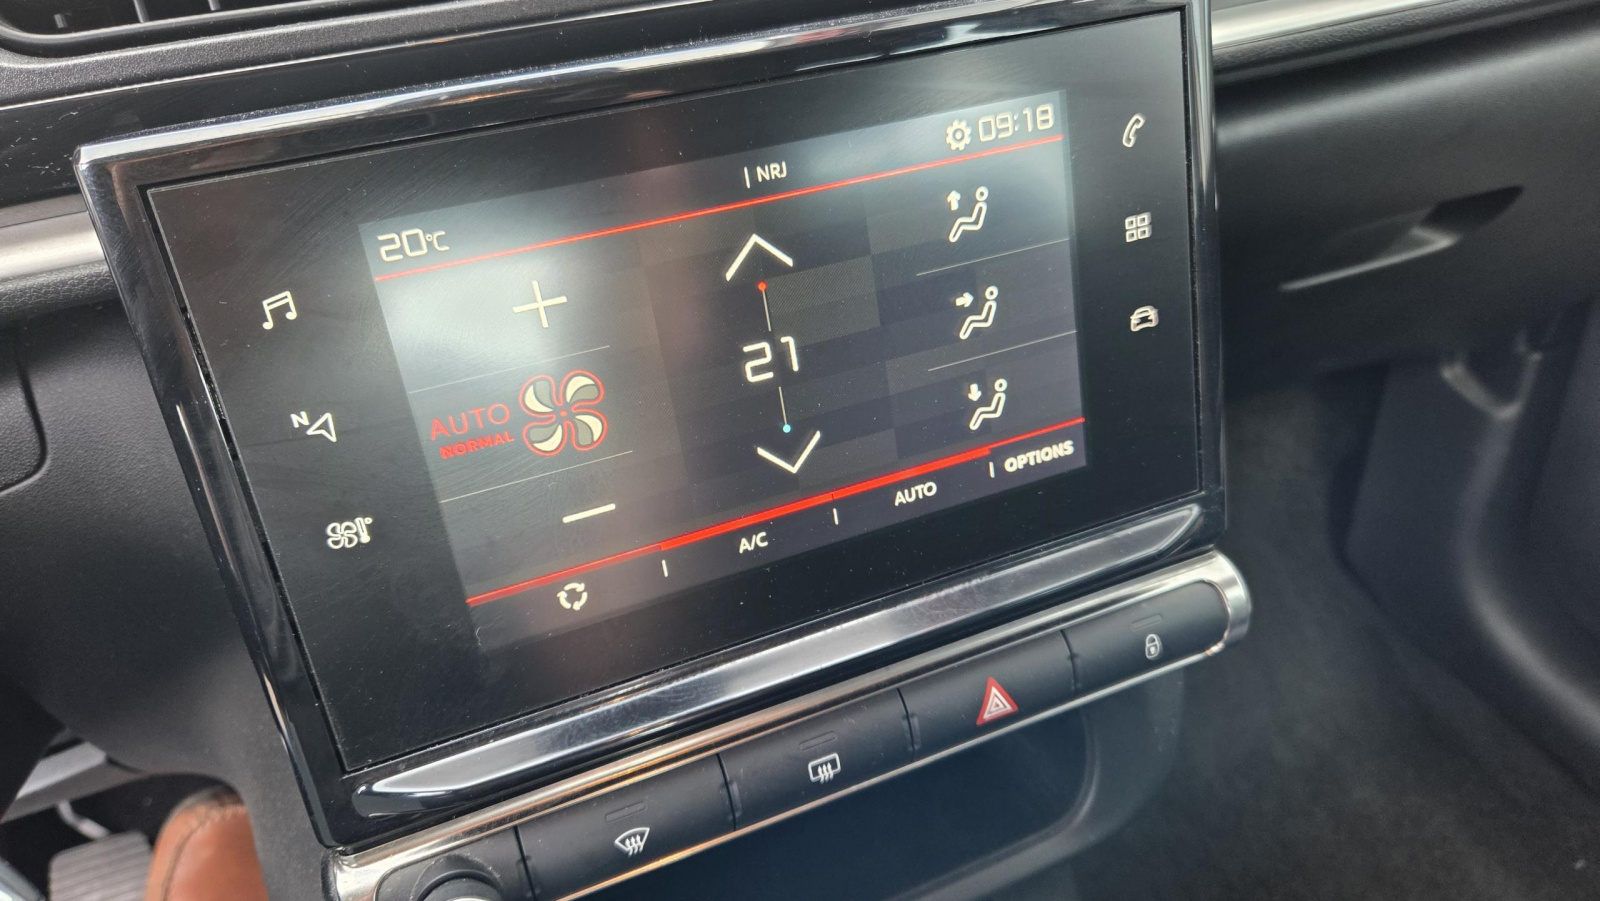 NRJ
09:18
20°C
21
AUTO
NORMAL
N
A/C
AUTO
OPTIONS